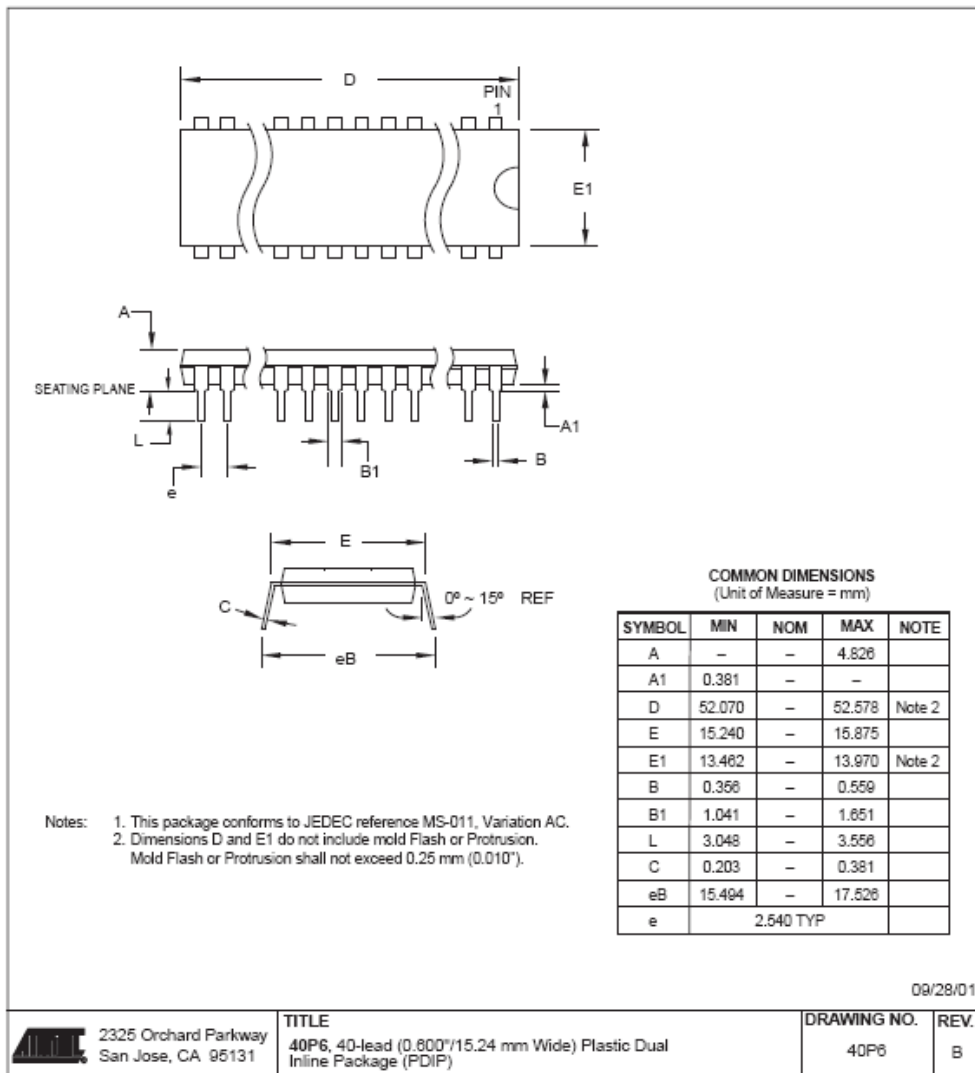 D
PIN
1
E1
A
SEATING PLANE
L
e
B1
A1
B
E
C
0º ~ 15º REF
eB
COMMON DIMENSIONS
(Unit of Measure = mm)
SYMBOL MIN NOM MAX NOTE
A – – 4.826
A1 0.381 – –
D 52.070 – 52.578 Note 2
E 15.240 – 15.875
E1 13.462 – 13.970 Note 2
B 0.356 – 0.559
B1 1.041 – 1.651
L 3.048 – 3.556
C 0.203 – 0.381
eB 15.494 – 17.526
e 2.540 TYP
Notes: 1. This package conforms to JEDEC reference MS-011, Variation AC.
2. Dimensions D and E1 do not include mold Flash or Protrusion.
Mold Flash or Protrusion shall not exceed 0.25 mm (0.010").
09/28/01
ATMEL
2325 Orchard Parkway
San Jose, CA 95131
TITLE
40P6, 40-lead (0.600"/15.24 mm Wide) Plastic Dual
Inline Package (PDIP)
DRAWING NO.
40P6
REV.
B